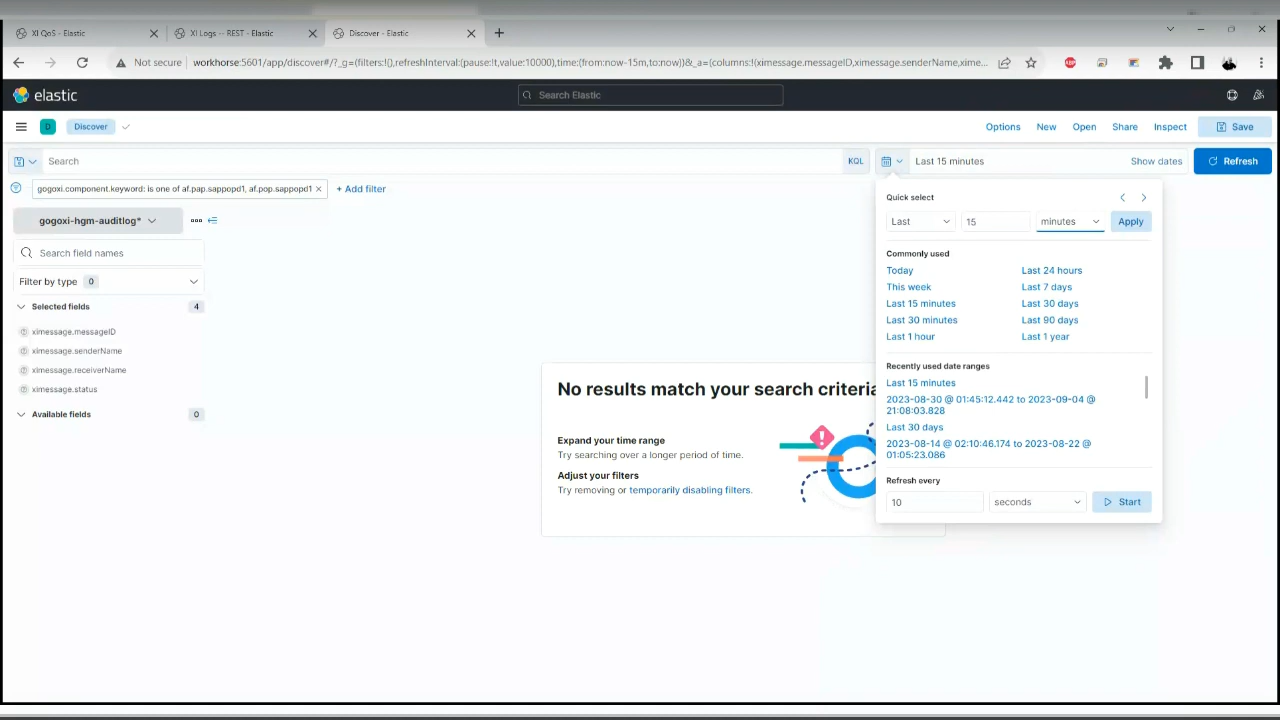 XI QoS - Elastic
XI Logs -- REST - Elastic
Discover - Elastic
Not secure
workhorse:5601/app/discover#/?_g=(filters:!(),refreshInterval:(pause:!t,value:10000),time:(from:now-15m,to:now))&_a=(columns:!(ximessage.messageID,ximessage.senderName,xime...
ABP
elastic
Search Elastic
D
Discover
Options
New
Open
Share
Inspect
Save
Search
KQL
Last 15 minutes
Show dates
Refresh
gogoxi.component.keyword: is one of af.pap.sappopd1, af.pop.sappopd1
+ Add filter
gogoxi-hgm-auditlog*
Search field names
Filter by type 0
Selected fields 4
ximessage.messageID
ximessage.senderName
ximessage.receiverName
ximessage.status
Available fields 0
No results match your search criteria
Expand your time range
Try searching over a longer period of time.
Adjust your filters
Try removing or temporarily disabling filters.
Quick select
Last 15 minutes Apply
Commonly used
Today Last 24 hours
This week Last 7 days
Last 15 minutes Last 30 days
Last 30 minutes Last 90 days
Last 1 hour Last 1 year
Recently used date ranges
Last 15 minutes
2023-08-30 @ 01:45:12.442 to 2023-09-04 @
21:08:03.828
Last 30 days
2023-08-14 @ 02:10:46.174 to 2023-08-22 @
01:05:23.086
Refresh every
10 seconds Start